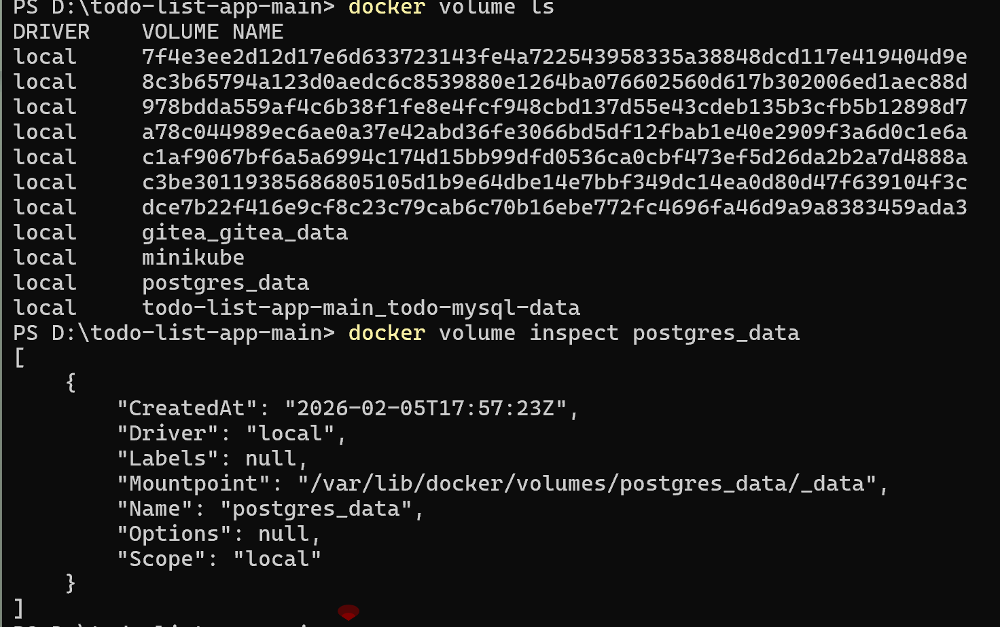 PS D:\todo-list-app-main> docker volume ls
DRIVER    VOLUME NAME
local     7f4e3ee2d12d17e6d633723143fe4a722543958335a38848dcd117e419404d9e
local     8c3b65794a123d0aedc6c8539880e1264ba076602560d617b302006ed1aec88d
local     978bdda559af4c6b38f1fe8e4fcf948cbd137d55e43cdeb135b3cfb5b12898d7
local     a78c044989ec6ae0a37e42abd36fe3066bd5df12fbab1e40e2909f3a6d0c1e6a
local     c1af9067bf6a5a6994c174d15bb99dfd0536ca0cbf473ef5d26da2b2a7d4888a
local     c3be30119385686805105d1b9e64dbe14e7bbf349dc14ea0d80d47f639104f3c
local     dce7b22f416e9cf8c23c79cab6c70b16ebe772fc4696fa46d9a9a8383459ada3
local     gitea_gitea_data
local     minikube
local     postgres_data
local     todo-list-app-main_todo-mysql-data
PS D:\todo-list-app-main> docker volume inspect postgres_data
[
    {
        "CreatedAt": "2026-02-05T17:57:23Z",
        "Driver": "local",
        "Labels": null,
        "Mountpoint": "/var/lib/docker/volumes/postgres_data/_data",
        "Name": "postgres_data",
        "Options": null,
        "Scope": "local"
    }
]